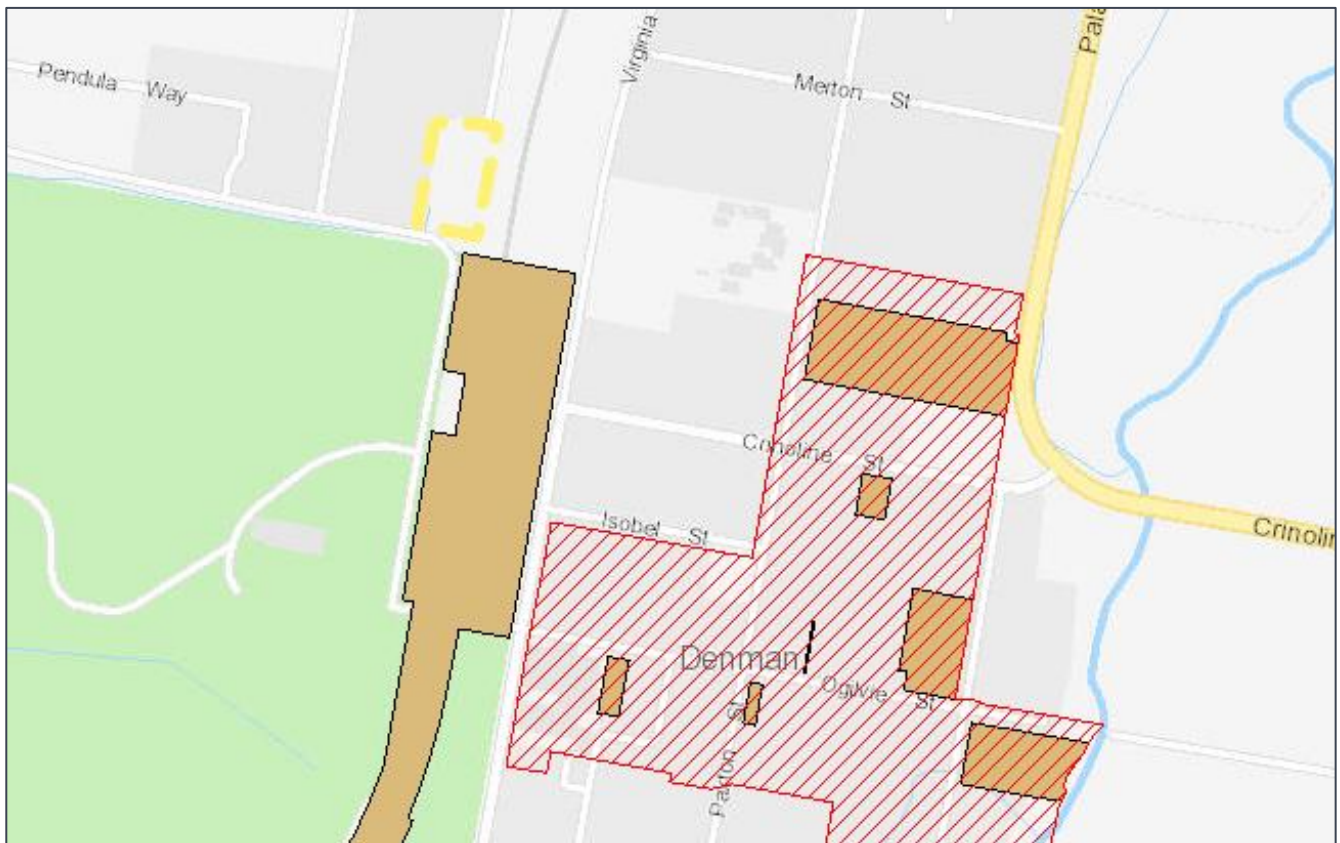 Pendula Way
Virginia
Merton St
Pala
Crinoline St
Crinolin
Isobel St
Denman
Ogilvie St
Paxton St